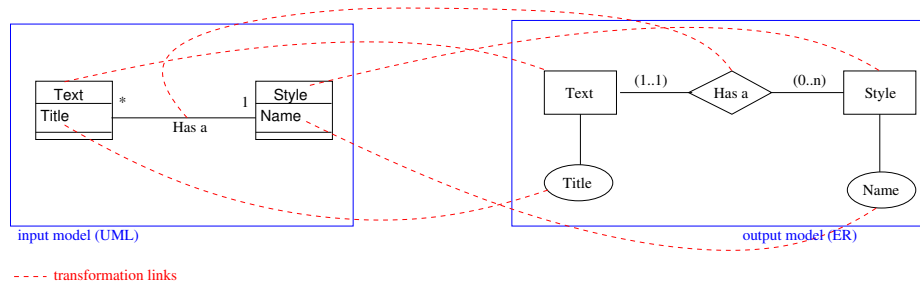 Text
Title
*
Has a
1
Style
Name
input model (UML)
Text
(1..1)
Has a
(0..n)
Style
Title
Name
output model (ER)
transformation links